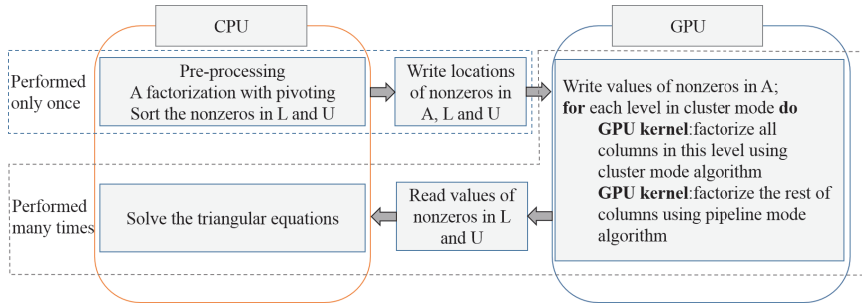 CPU
GPU
Performed
only once
Pre-processing
A factorization with pivoting
Sort the nonzeros in L and U
Write locations
of nonzeros in
A, L and U
Write values of nonzeros in A;
for each level in cluster mode do
GPU kernel:factorize all
columns in this level using
cluster mode algorithm
GPU kernel:factorize the rest of
columns using pipeline mode
algorithm
Performed
many times
Solve the triangular equations
Read values of
nonzeros in L
and U